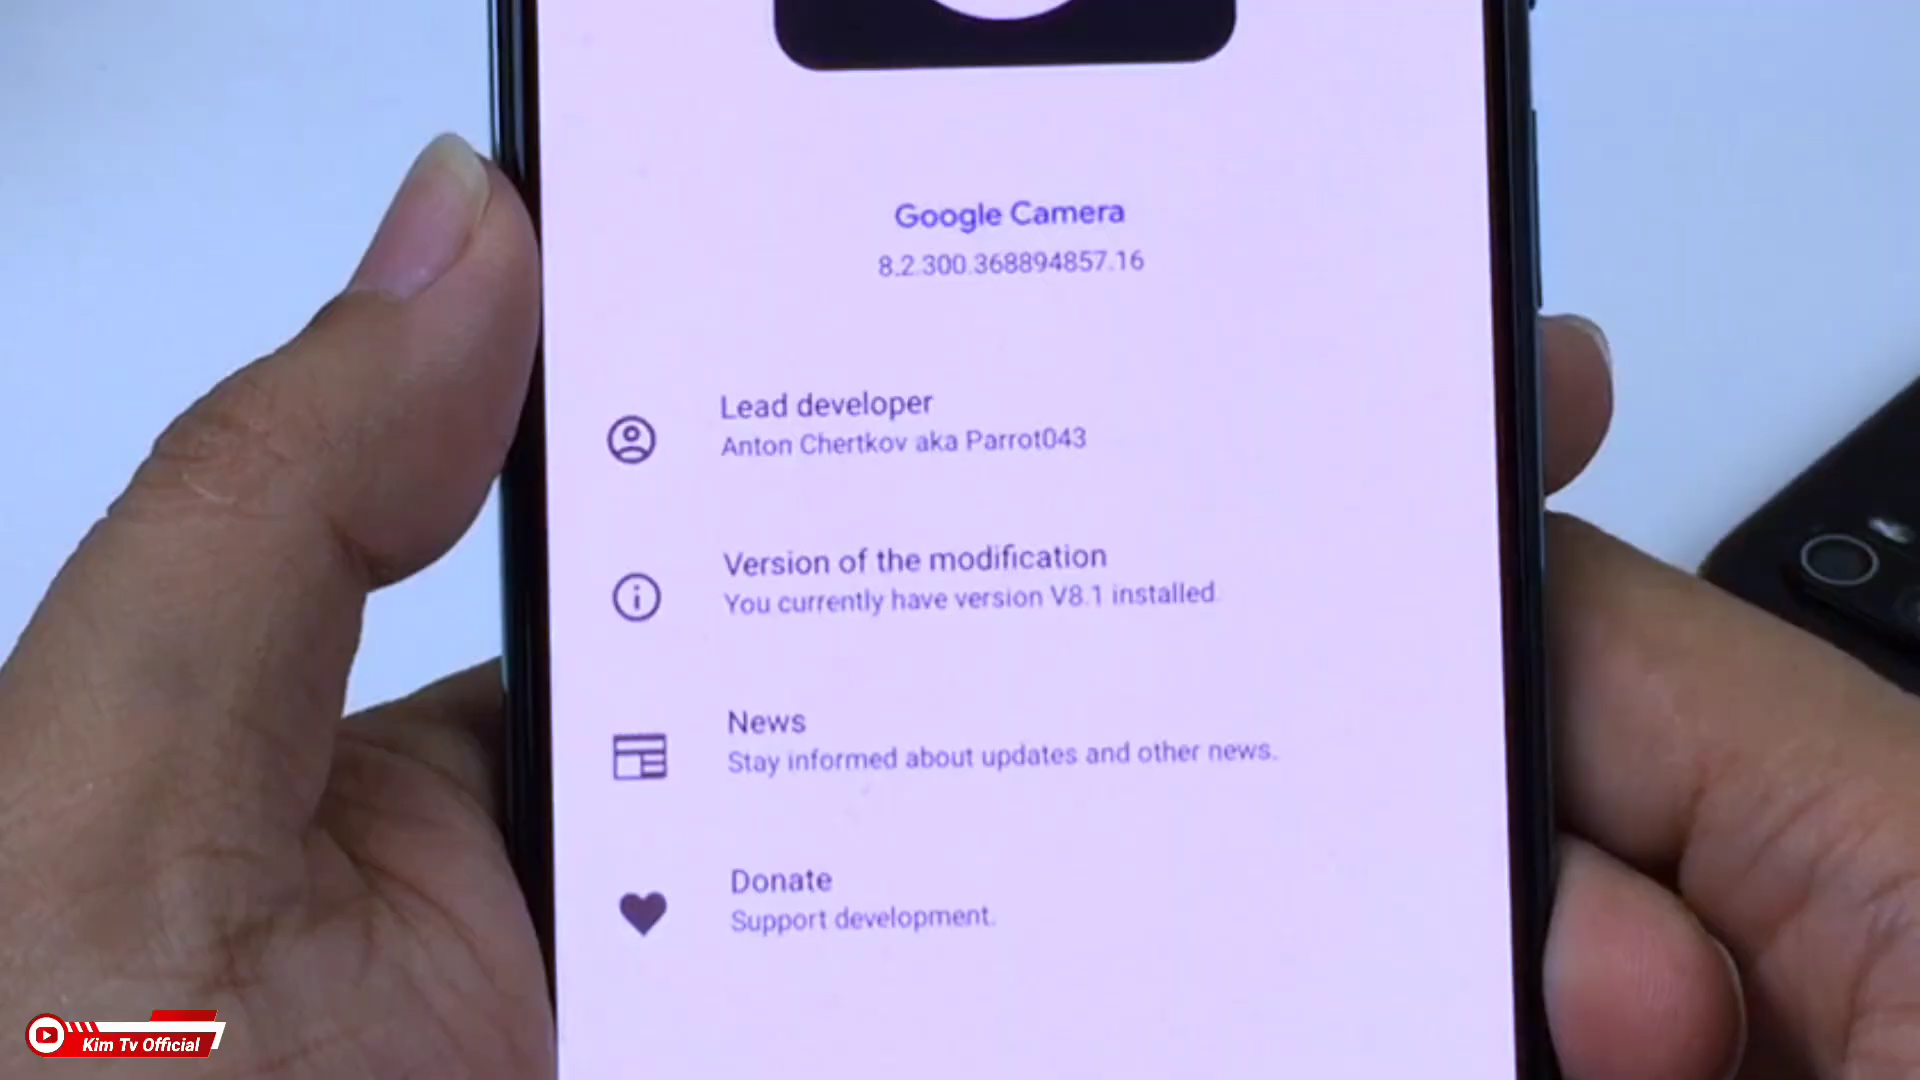 Google Camera
8.2.300.368894857.16
Lead developer
Anton Chertkov aka Parrot043
Version of the modification
You currently have version V8.1 installed.
News
Stay informed about updates and other news.
Donate
Support development.
Kim Tv Official